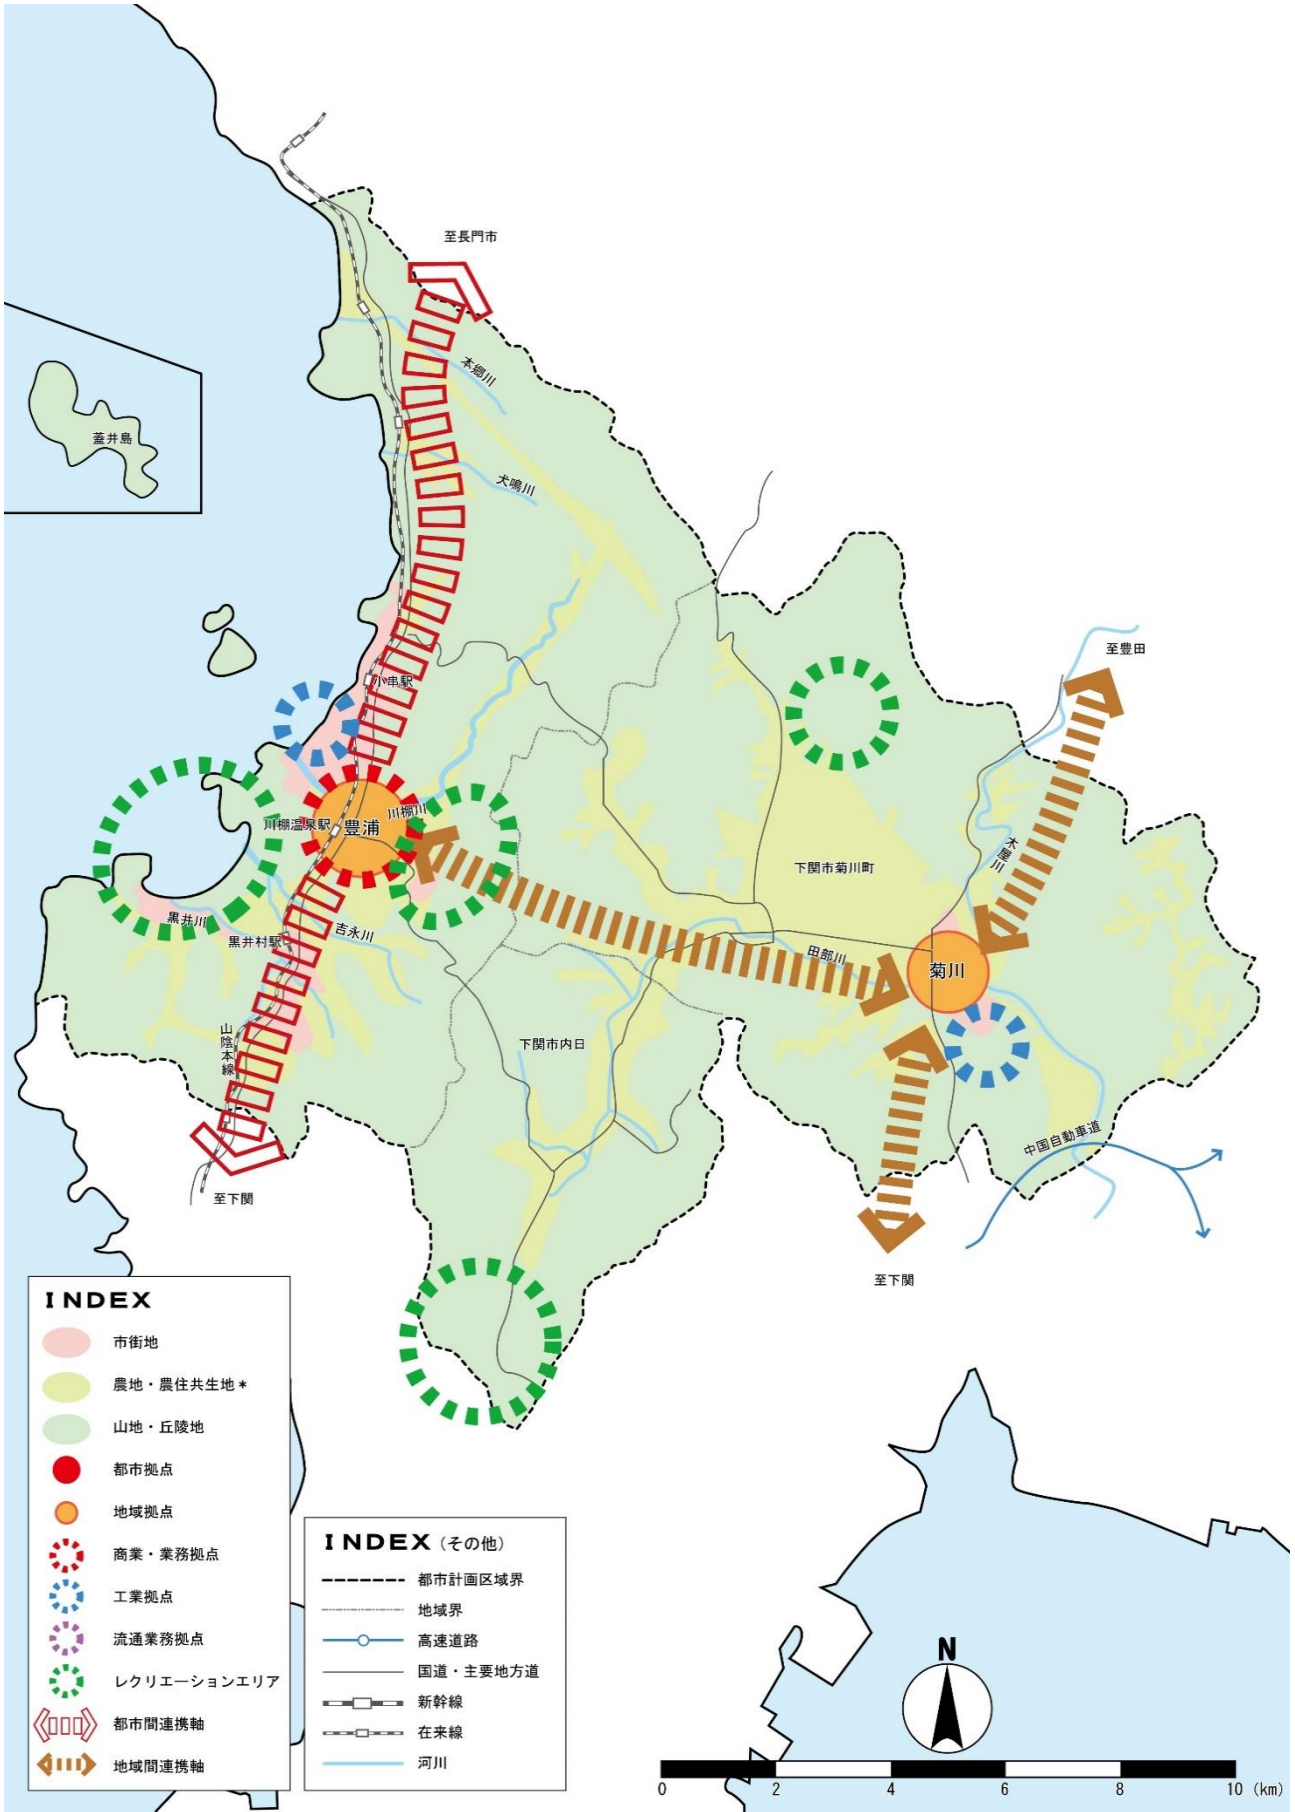 至長門市
本郷川
蓋井島
犬鳴川
至豊田
小串駅
川棚川
川棚温泉駅
豊浦
木屋川
下関市菊川町
黒井川
吉永川
黒井村駅
田部川
菊川
山陰本線
下関市内日
中国自動車道
至下関
至下関
INDEX
市街地
農地・農住共生地*
山地・丘陵地
都市拠点
地域拠点
商業・業務拠点
工業拠点
流通業務拠点
レクリエーションエリア
都市間連携軸
地域間連携軸
INDEX(その他)
都市計画区域界
地域界
高速道路
国道・主要地方道
新幹線
在来線
河川
N
0 2 4 6 8 10 (km)